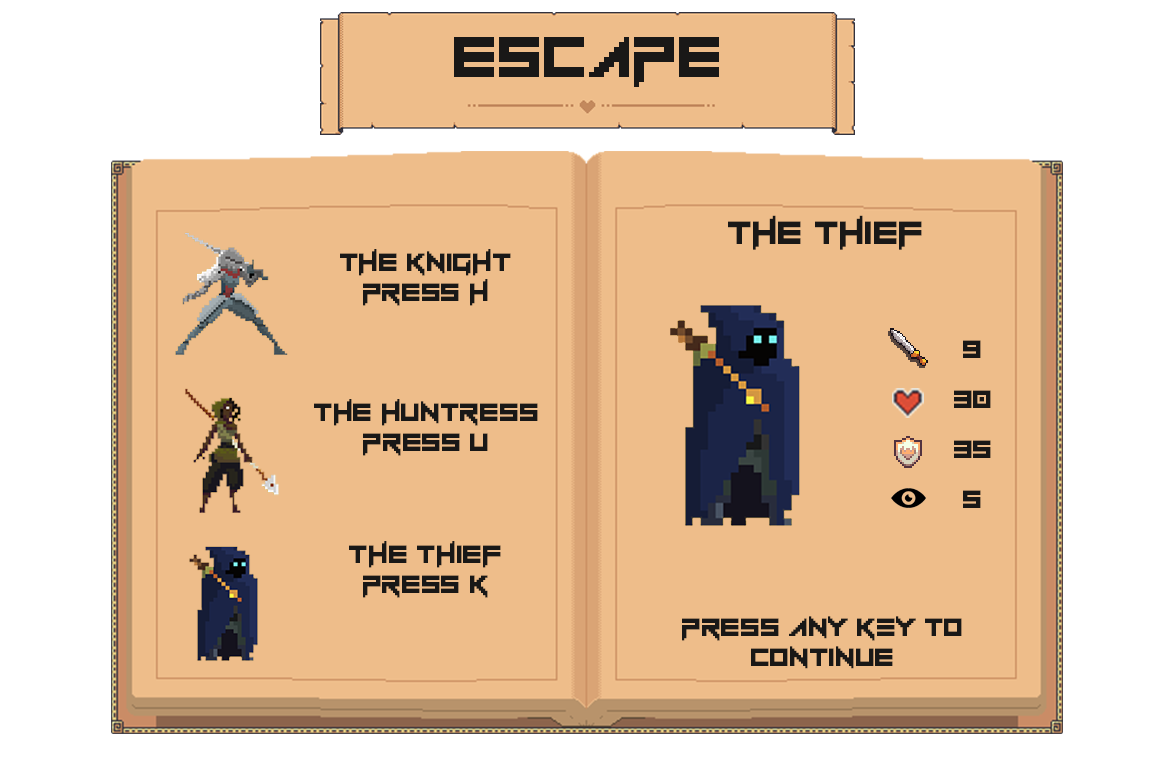 ESCAPE
THE KNIGHT
PRESS H
THE HUNTRESS
PRESS U
THE THIEF
PRESS K
THE THIEF
9
30
35
5
PRESS ANY KEY TO
CONTINUE